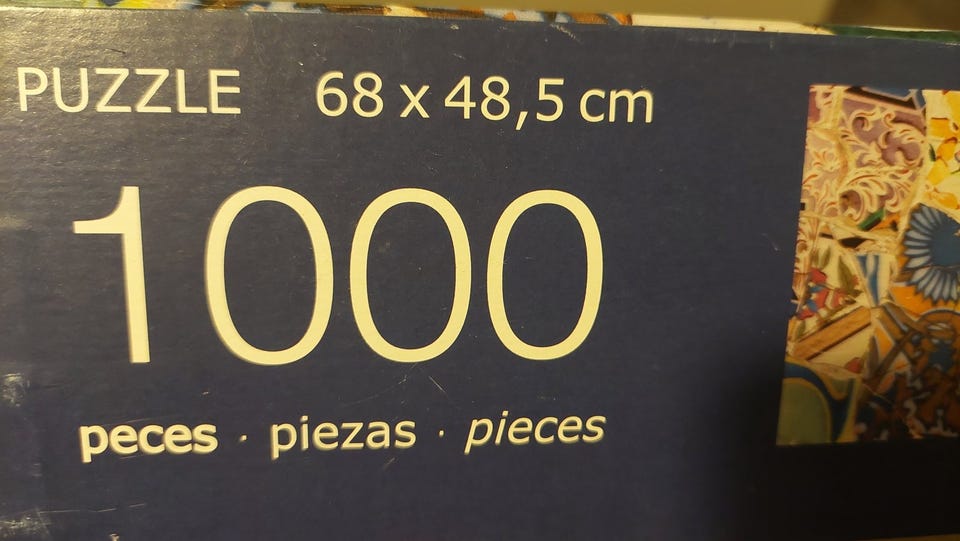 PUZZLE 68 x 48,5 cm
1000
peces · piezas · pieces